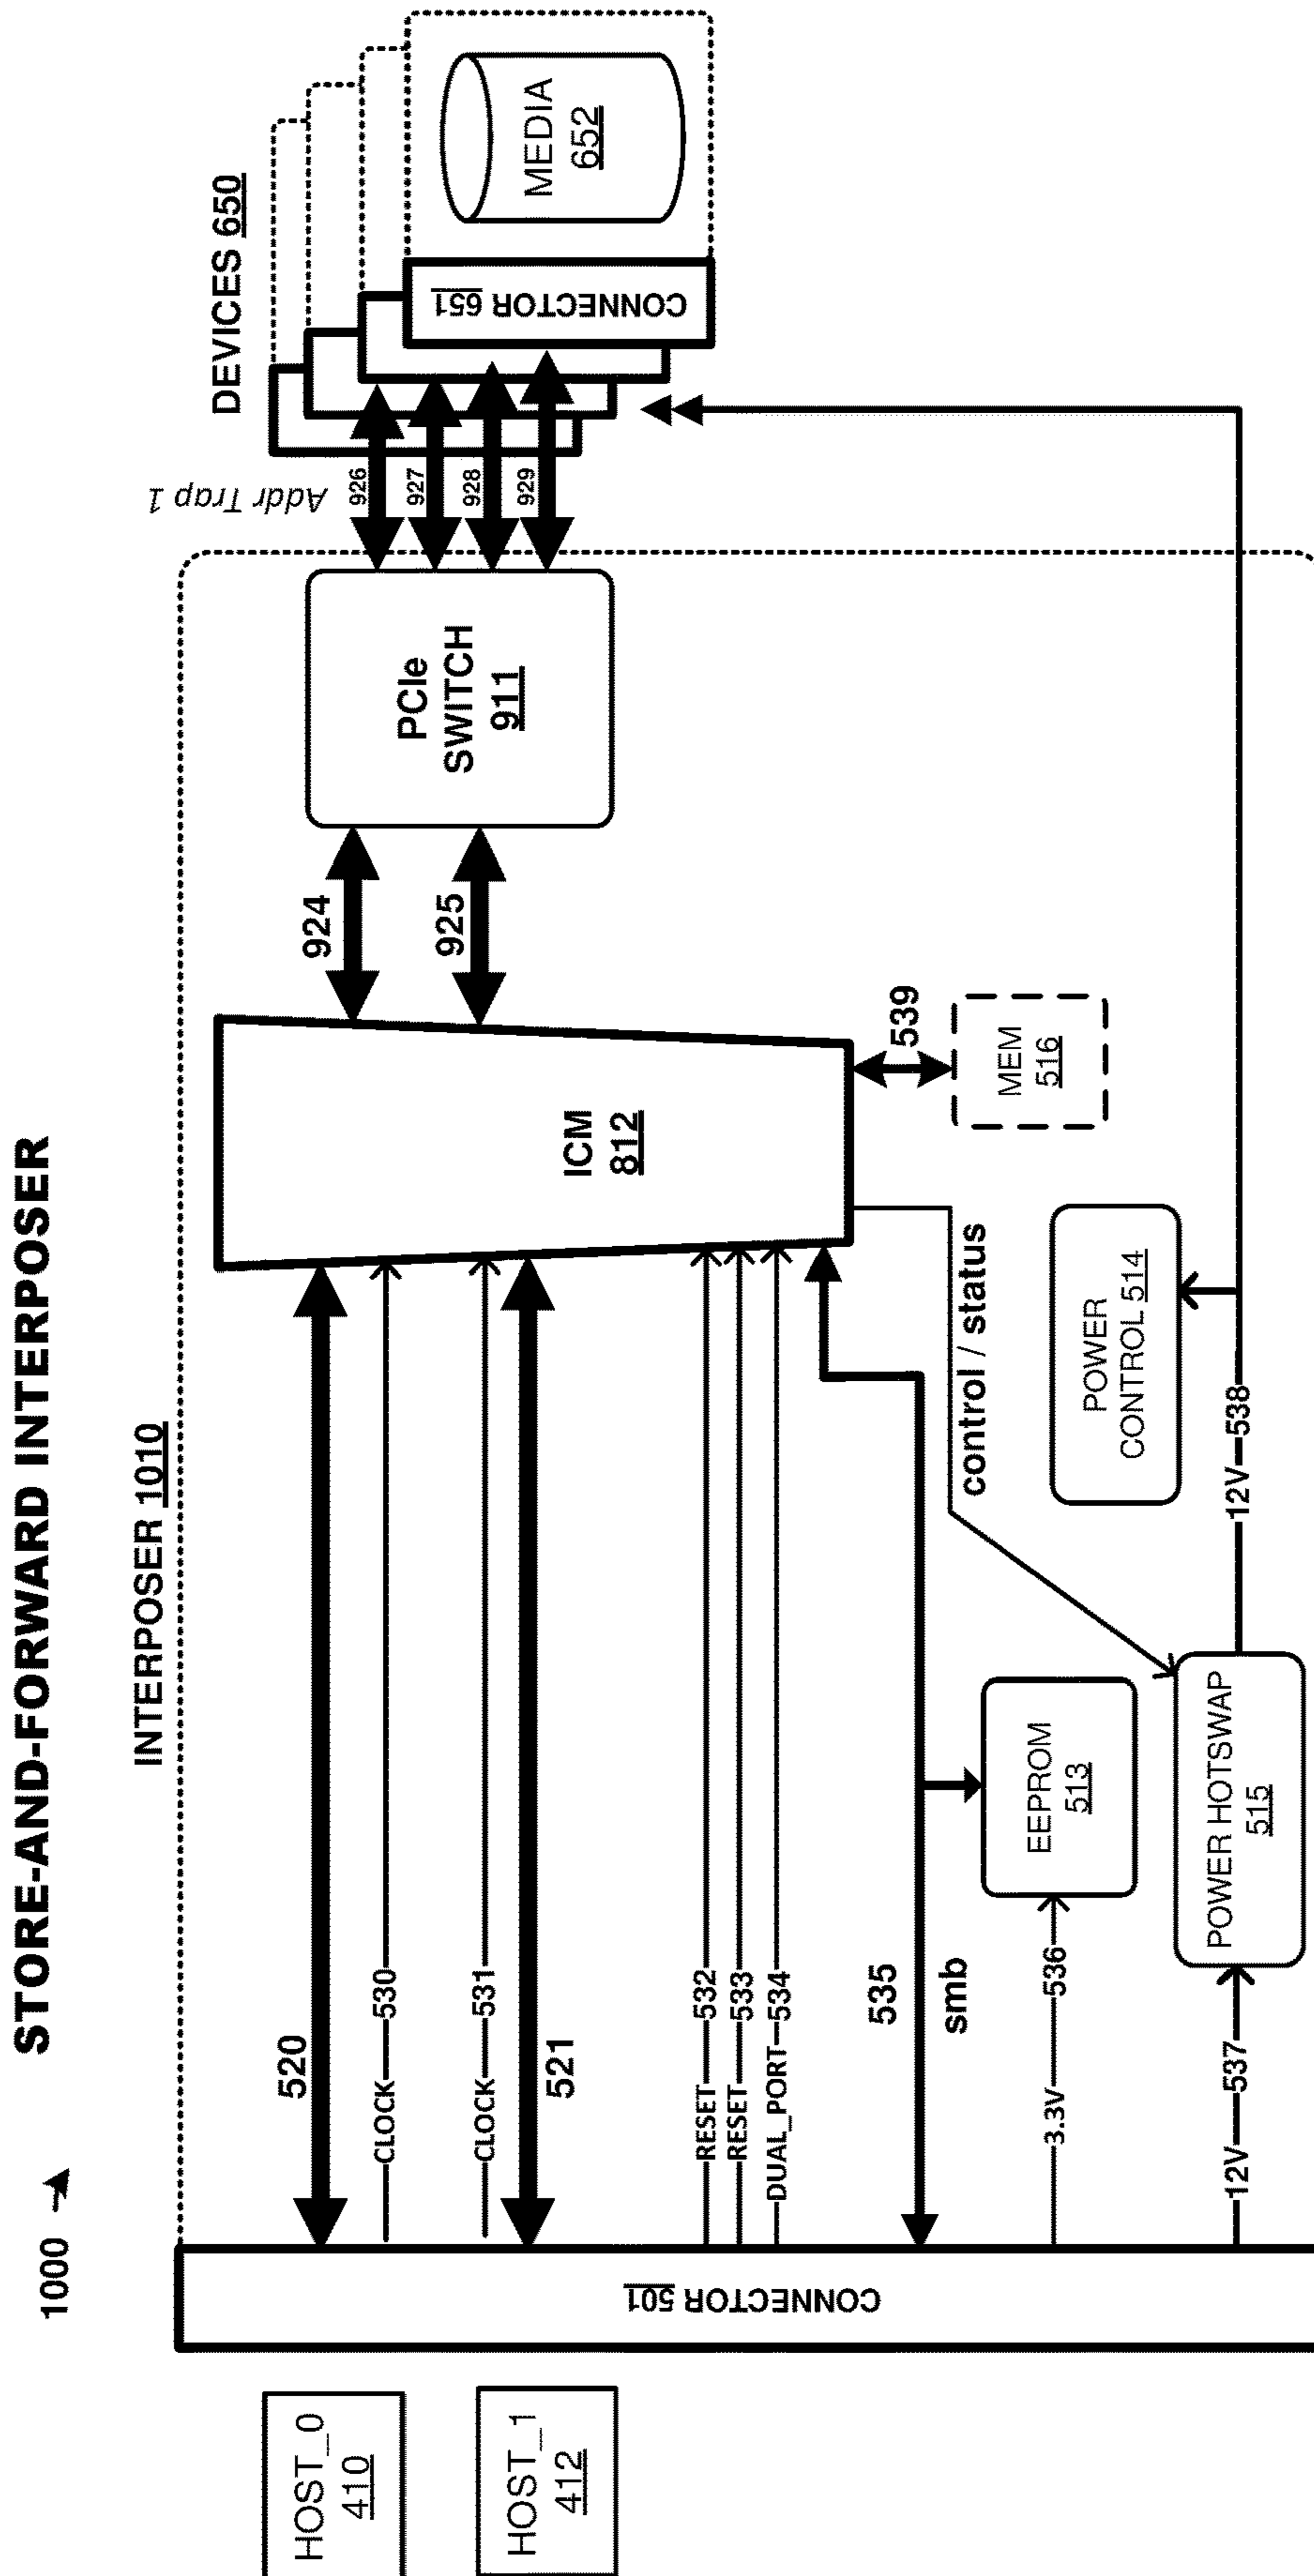 STORE-AND-FORWARD INTERPOSER
1000
INTERPOSER 1010
HOST_0
410
HOST_1
412
CONNECTOR 501
520
CLOCK 530
CLOCK 531
521
RESET 532
RESET 533
DUAL_PORT 534
535
smb
3.3V 536
12V 537
EEPROM
513
POWER HOTSWAP
515
control / status
POWER
CONTROL 514
12V 538
ICM
812
539
MEM
516
924
925
PCIe
SWITCH
911
Addr Trap 1
926
927
928
929
DEVICES 650
CONNECTOR 651
MEDIA
652